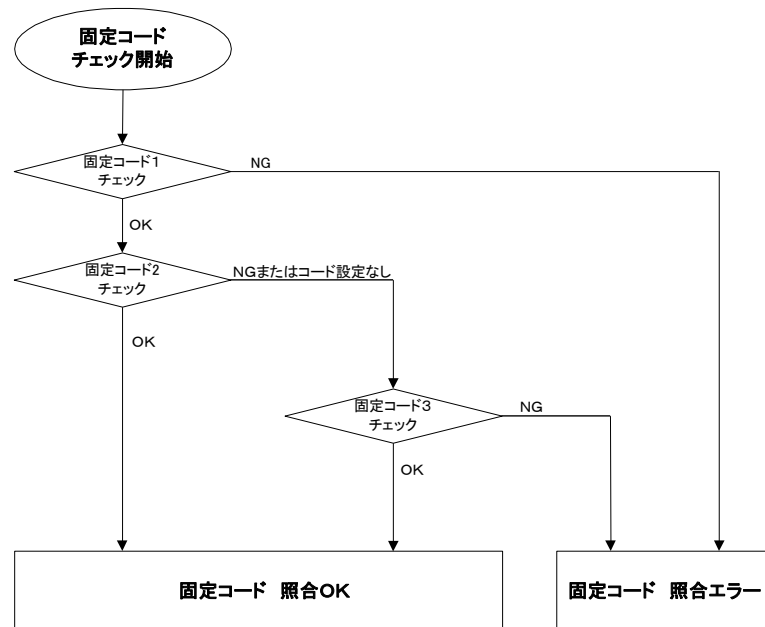 固定コード
チェック開始
固定コード1
チェック
NG
OK
固定コード2
チェック
NGまたはコード設定なし
OK
固定コード3
チェック
NG
OK
固定コード 照合OK
固定コード 照合エラー